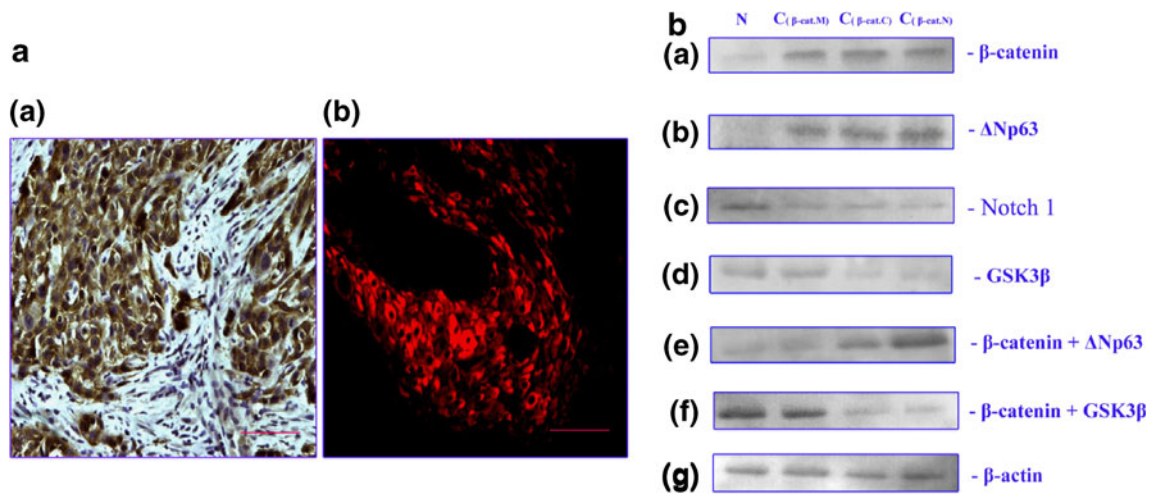 a
(a)
(b)
b
N C(β-cat.M) C(β-cat.C) C(β-cat.N)
(a) - β-catenin
(b) - ΔNp63
(c) - Notch 1
(d) - GSK3β
(e) - β-catenin + ΔNp63
(f) - β-catenin + GSK3β
(g) - β-actin